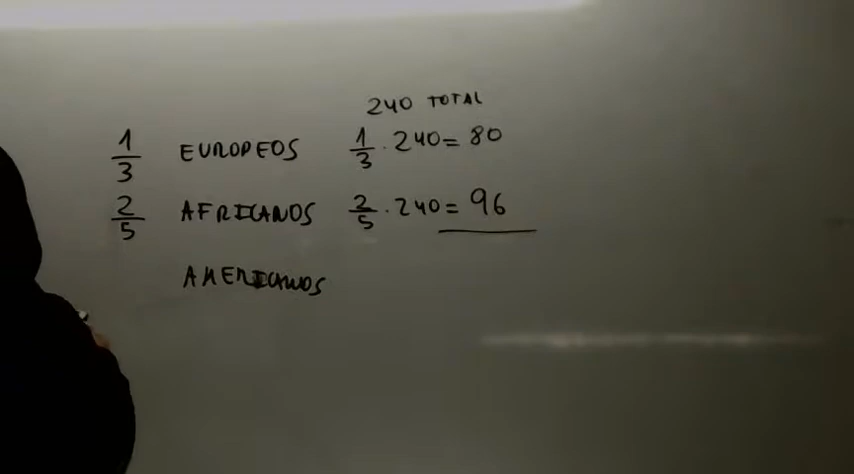 240 TOTAL
1/3 EUROPEOS 1/3 · 240 = 80
2/5 AFRICANOS 2/5 · 240 = 96
AMERICANOS